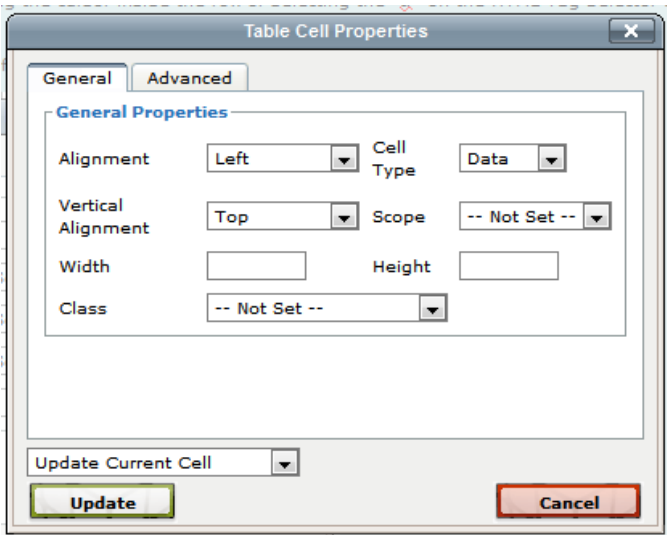 Table Cell Properties
General Advanced
General Properties
Alignment Left Cell Type Data
Vertical Alignment Top Scope -- Not Set --
Width Height
Class -- Not Set --
Update Current Cell
Update Cancel